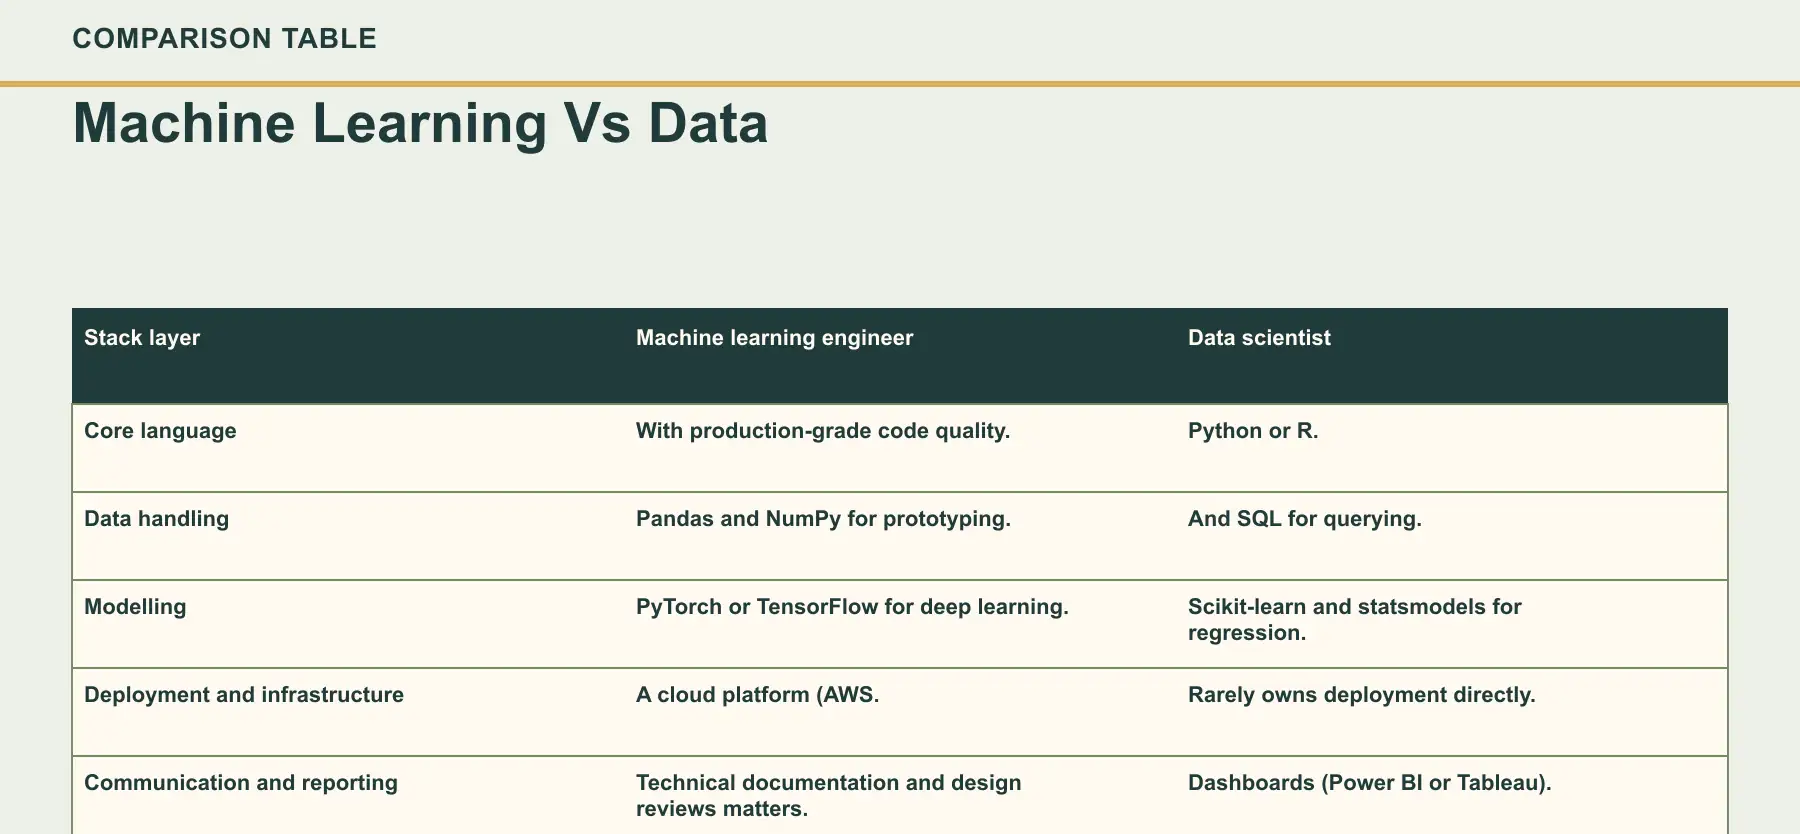 COMPARISON TABLE
Machine Learning Vs Data
Stack layer Machine learning engineer Data scientist
Core language With production-grade code quality. Python or R.
Data handling Pandas and NumPy for prototyping. And SQL for querying.
Modelling PyTorch or TensorFlow for deep learning. Scikit-learn and statsmodels for
regression.
Deployment and infrastructure A cloud platform (AWS. Rarely owns deployment directly.
Communication and reporting Technical documentation and design Dashboards (Power BI or Tableau).
reviews matters.